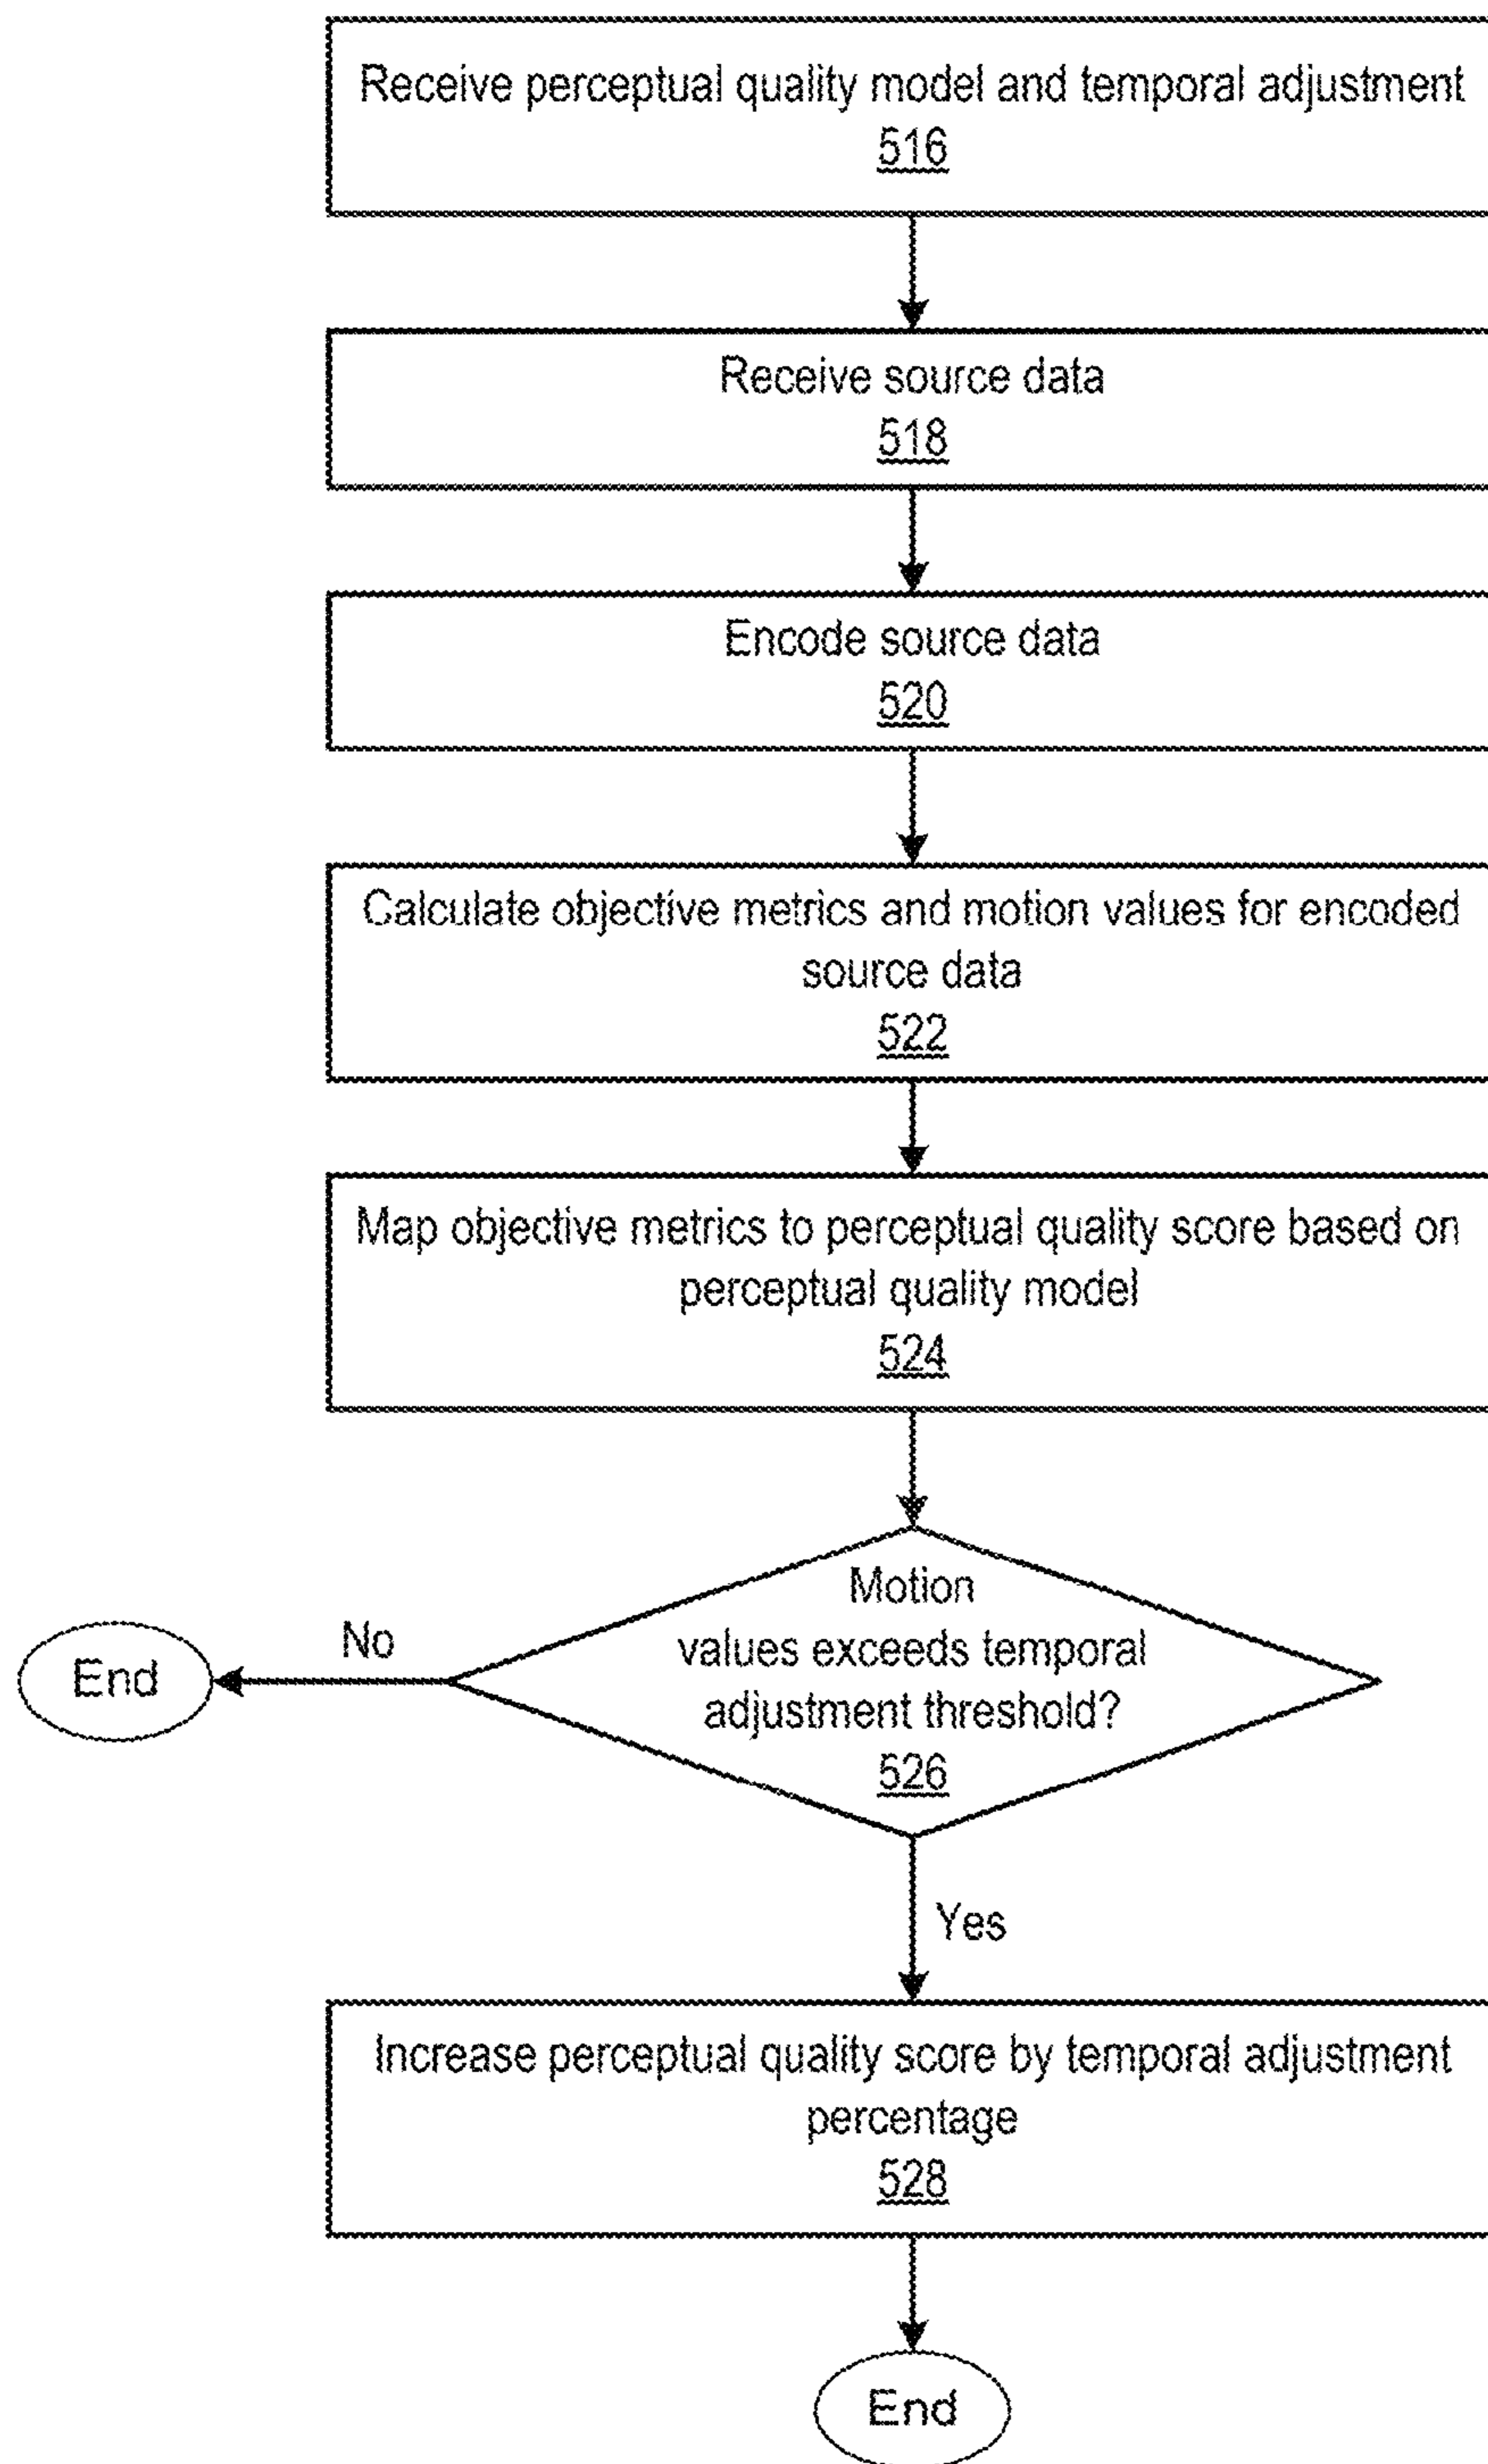 Receive perceptual quality model and temporal adjustment
516
Receive source data
518
Encode source data
520
Calculate objective metrics and motion values for encoded
source data
522
Map objective metrics to perceptual quality score based on
perceptual quality model
524
Motion
values exceeds temporal
adjustment threshold?
526
No
End
Yes
Increase perceptual quality score by temporal adjustment
percentage
528
End